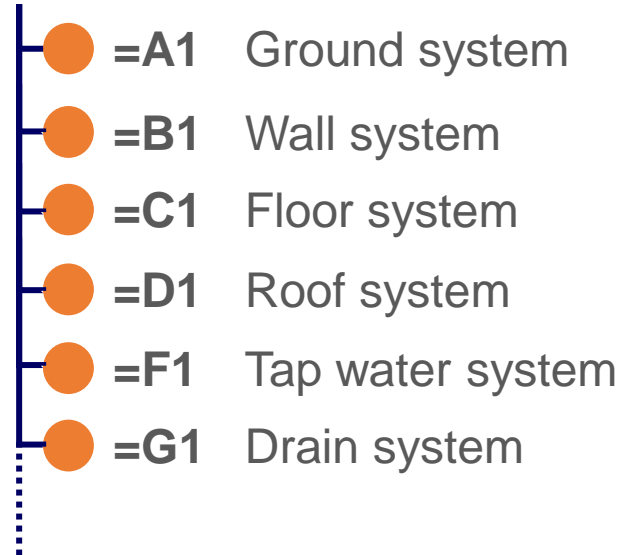 =A1 Ground system
=B1 Wall system
=C1 Floor system
=D1 Roof system
=F1 Tap water system
=G1 Drain system